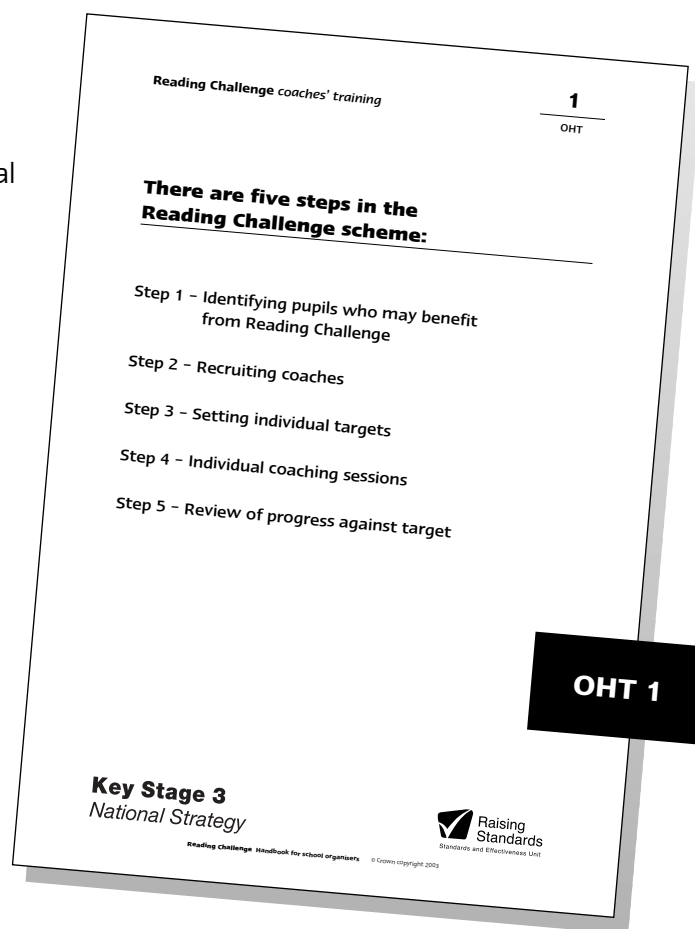 al
Reading Challenge coaches' training
1
OHT
There are five steps in the
Reading Challenge scheme:
Step 1 – Identifying pupils who may benefit
from Reading Challenge
Step 2 – Recruiting coaches
Step 3 – Setting individual targets
Step 4 – Individual coaching sessions
Step 5 – Review of progress against target
OHT 1
Key Stage 3
National Strategy
Raising
Standards
Standards and Effectiveness Unit
Reading Challenge Handbook for school organisers © Crown copyright 2003